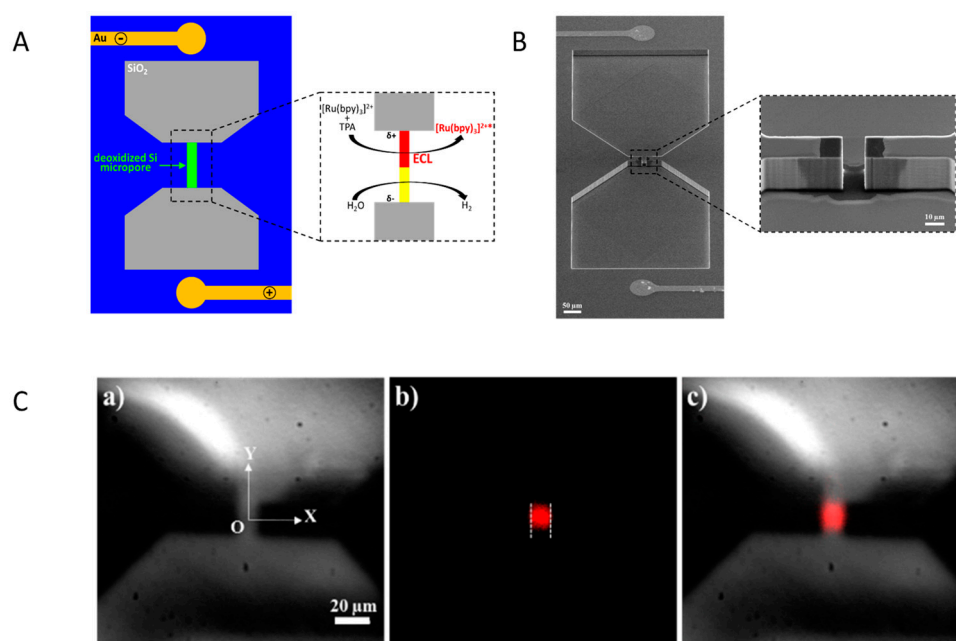 A
Au ⊖
SiO₂
deoxidized Si
micropore
⊕
[Ru(bpy)₃]²⁺
+
TPA
δ+
[Ru(bpy)₃]²⁺*
ECL
δ-
H₂O
H₂
B
50 µm
10 µm
C
a)
Y
O
X
20 µm
b)
c)